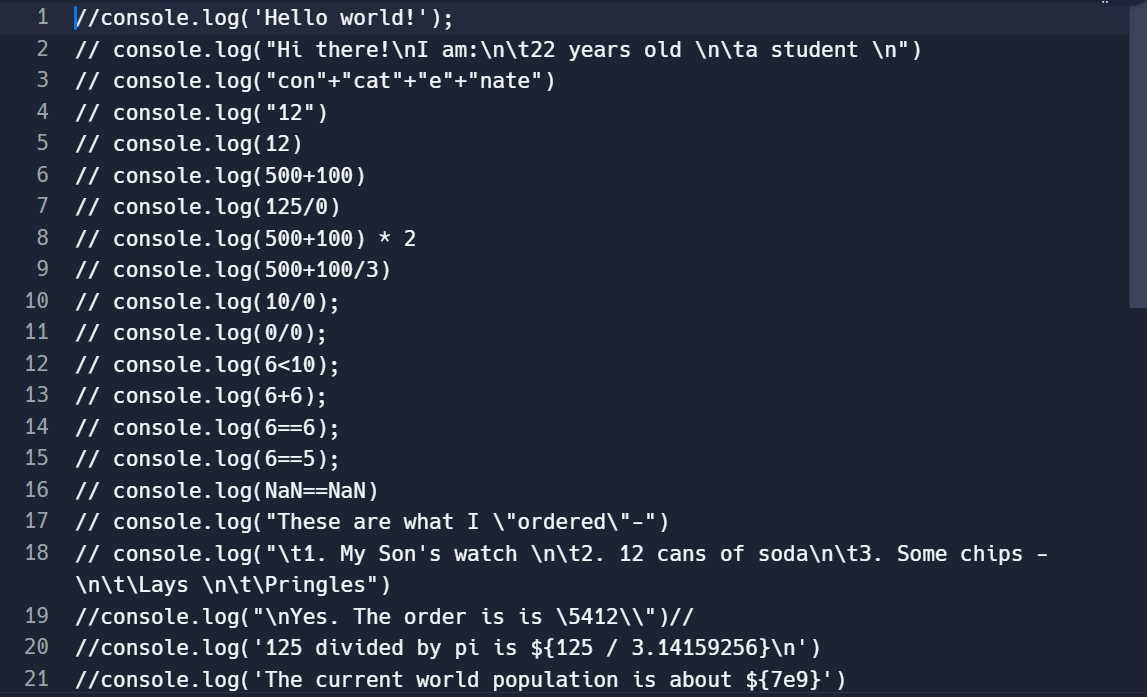 1 //console.log('Hello world!');
2 // console.log("Hi there!\nI am:\n\t22 years old \n\ta student \n")
3 // console.log("con"+"cat"+"e"+"nate")
4 // console.log("12")
5 // console.log(12)
6 // console.log(500+100)
7 // console.log(125/0)
8 // console.log(500+100) * 2
9 // console.log(500+100/3)
10 // console.log(10/0);
11 // console.log(0/0);
12 // console.log(6<10);
13 // console.log(6+6);
14 // console.log(6==6);
15 // console.log(6==5);
16 // console.log(NaN==NaN)
17 // console.log("These are what I \"ordered\"-")
18 // console.log("\t1. My Son's watch \n\t2. 12 cans of soda\n\t3. Some chips -
\n\t\Lays \n\t\Pringles")
19 //console.log("\nYes. The order is is \5412\\")//
20 //console.log('125 divided by pi is ${125 / 3.14159256}\n')
21 //console.log('The current world population is about ${7e9}')